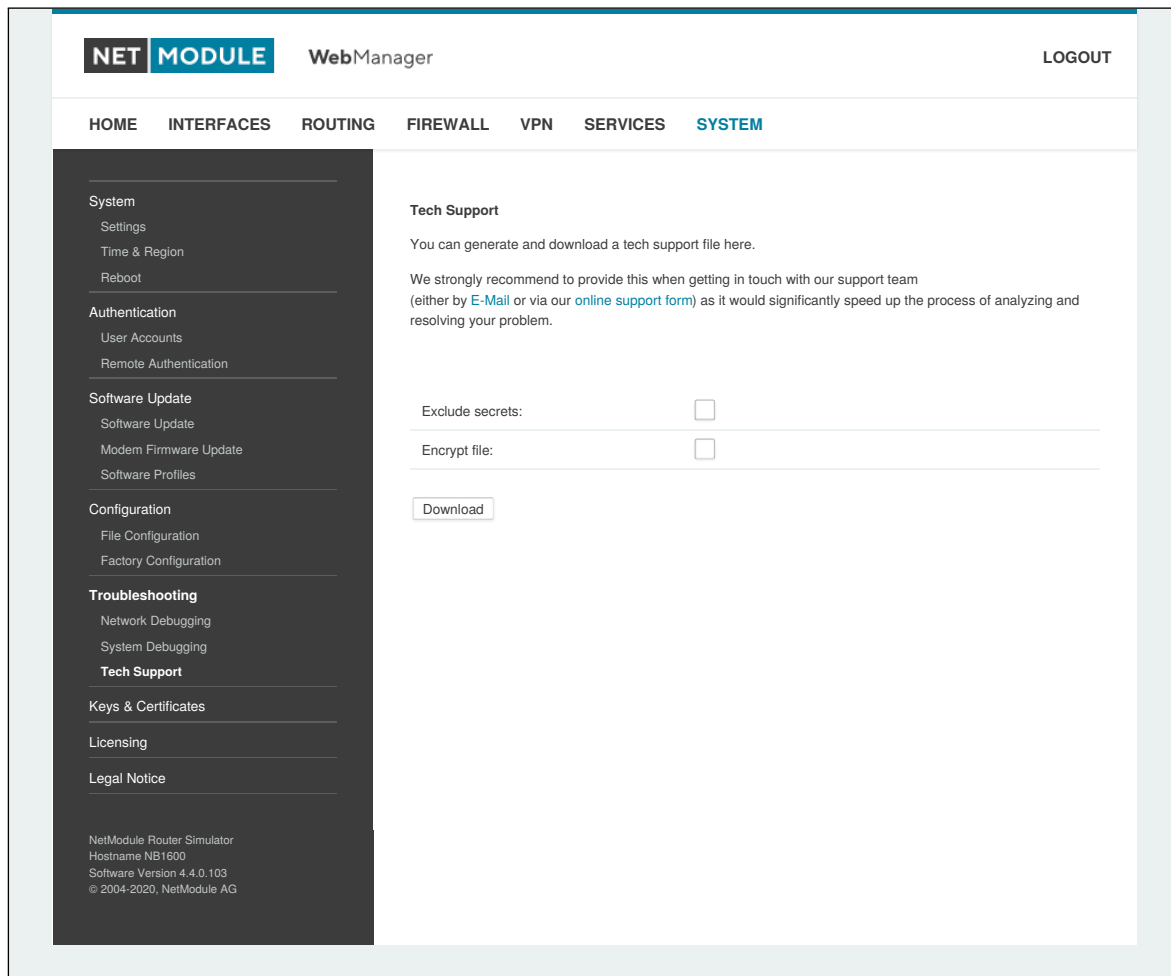 NET MODULE WebManager LOGOUT
HOME INTERFACES ROUTING FIREWALL VPN SERVICES SYSTEM
System
Settings
Time & Region
Reboot
Authentication
User Accounts
Remote Authentication
Software Update
Software Update
Modem Firmware Update
Software Profiles
Configuration
File Configuration
Factory Configuration
Troubleshooting
Network Debugging
System Debugging
Tech Support
Keys & Certificates
Licensing
Legal Notice
NetModule Router Simulator
Hostname NB1600
Software Version 4.4.0.103
© 2004-2020, NetModule AG
Tech Support
You can generate and download a tech support file here.
We strongly recommend to provide this when getting in touch with our support team
(either by E-Mail or via our online support form) as it would significantly speed up the process of analyzing and
resolving your problem.
Exclude secrets:
Encrypt file:
Download